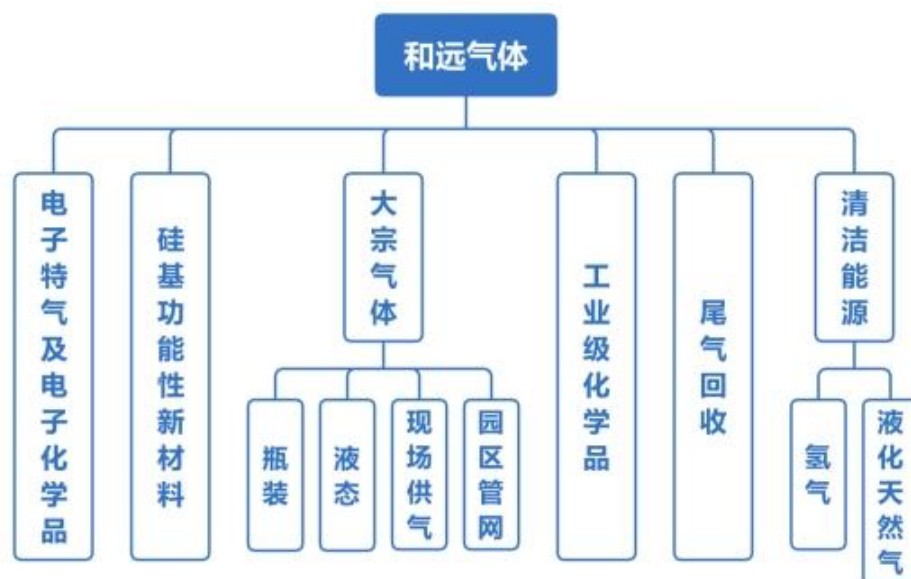 和远气体
电子特气及电子化学品
硅基功能性新材料
大宗气体
工业级化学品
尾气回收
清洁能源
瓶装
液态
现场供气
园区管网
氢气
液化天然气